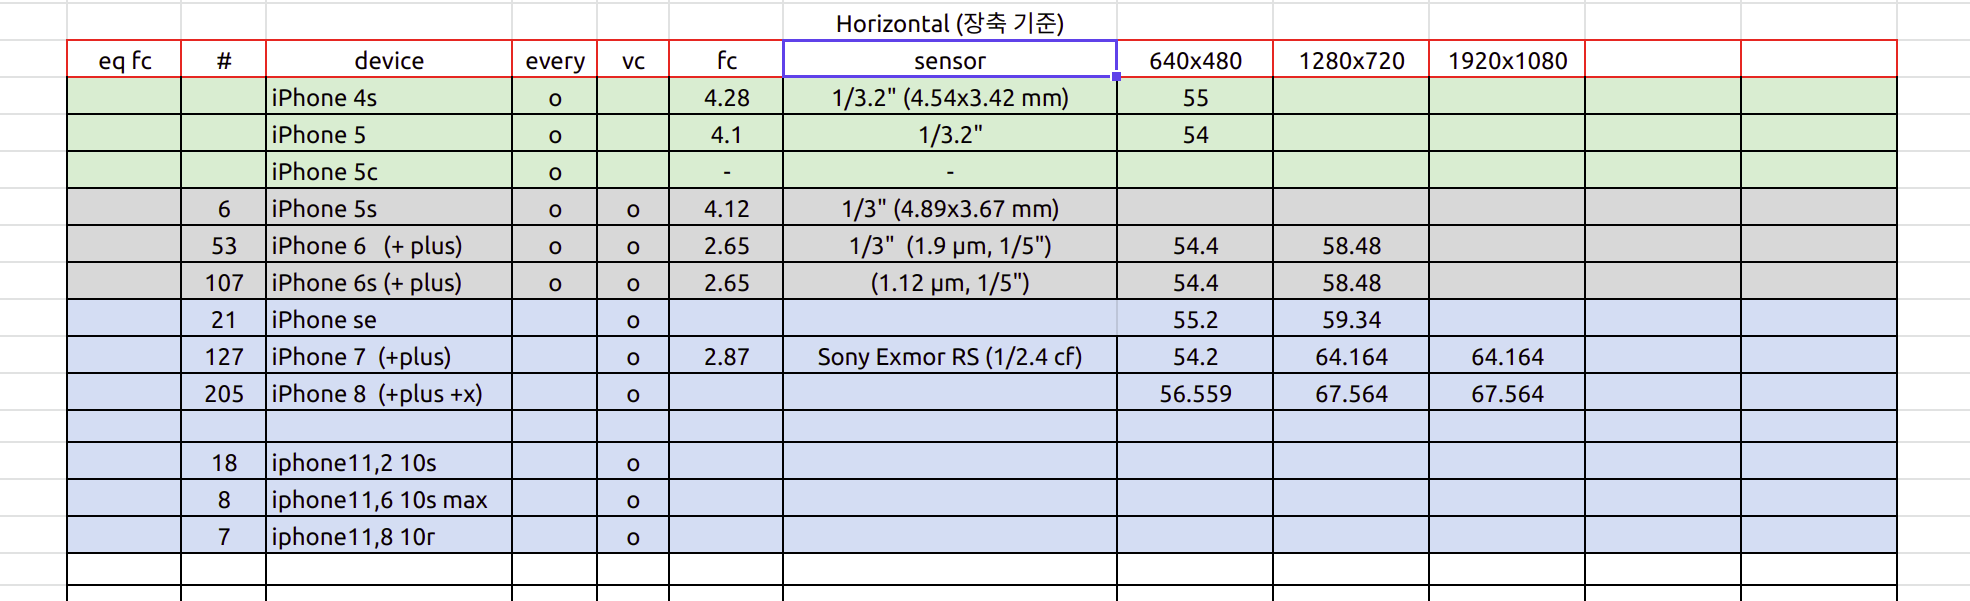 Horizontal (장축 기준)
eq fc # device every vc fc sensor 640x480 1280x720 1920x1080
iPhone 4s o 4.28 1/3.2" (4.54x3.42 mm) 55
iPhone 5 o 4.1 1/3.2" 54
iPhone 5c o - -
6 iPhone 5s o o 4.12 1/3" (4.89x3.67 mm)
53 iPhone 6 (+ plus) o o 2.65 1/3" (1.9 µm, 1/5") 54.4 58.48
107 iPhone 6s (+ plus) o o 2.65 (1.12 µm, 1/5") 54.4 58.48
21 iPhone se o 55.2 59.34
127 iPhone 7 (+plus) o 2.87 Sony Exmor RS (1/2.4 cf) 54.2 64.164 64.164
205 iPhone 8 (+plus +x) o 56.559 67.564 67.564
18 iphone11,2 10s o
8 iphone11,6 10s max o
7 iphone11,8 10r o